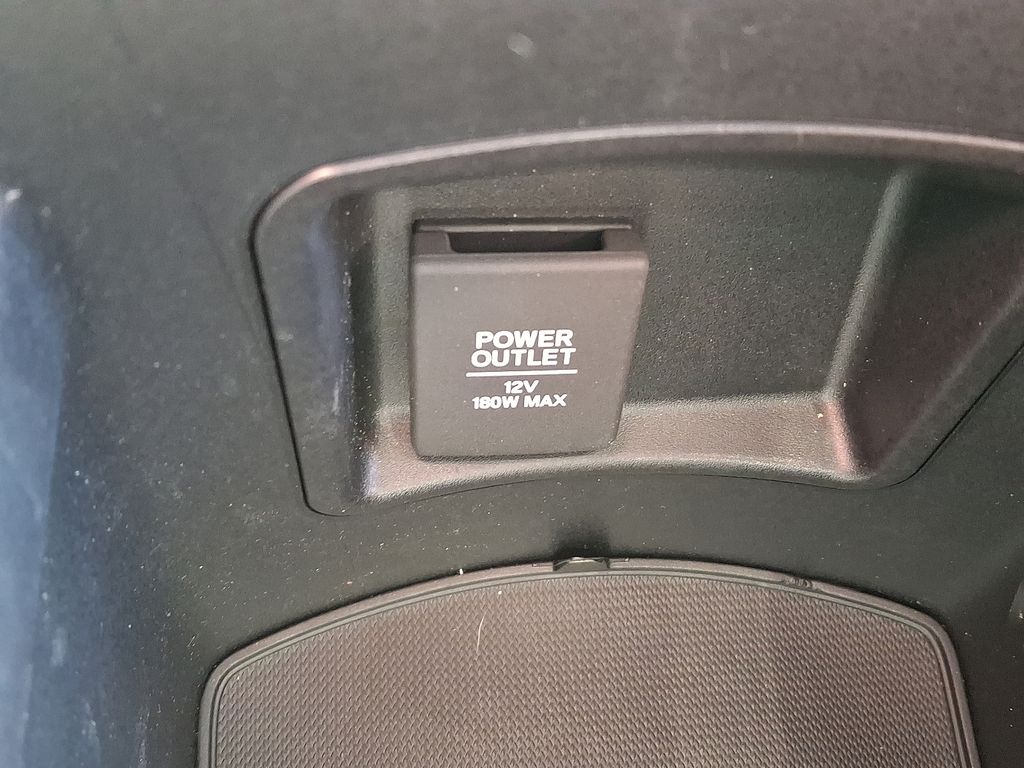 POWER
OUTLET
12V
180W MAX